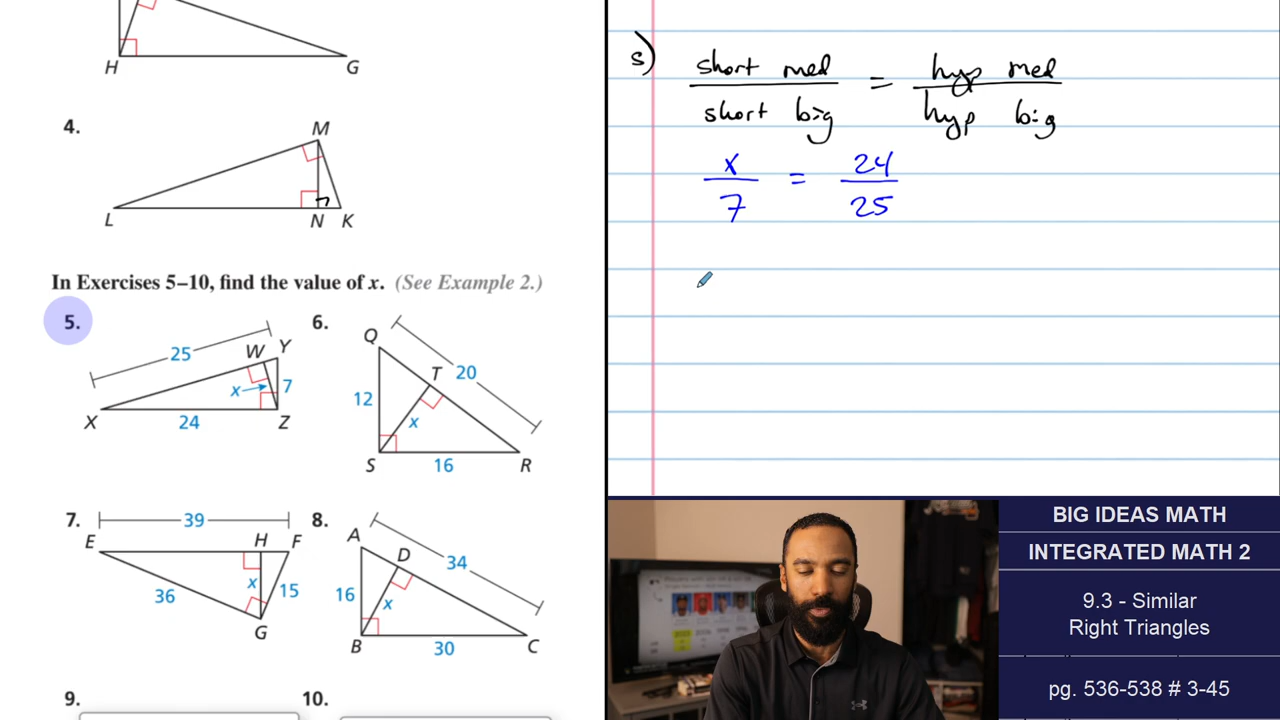 H
G
4.
M
L
N K
In Exercises 5–10, find the value of x. (See Example 2.)
5.
25
W Y
x
7
X
24
Z
6.
Q
T
20
12
x
S
16
R
7.
39
E
H F
x
15
36
G
8.
A
D
34
16
x
B
30
C
9.
10.
5)
short med = hyp med
short big hyp big
x = 24
7 25
BIG IDEAS MATH
INTEGRATED MATH 2
9.3 - Similar
Right Triangles
pg. 536-538 # 3-45